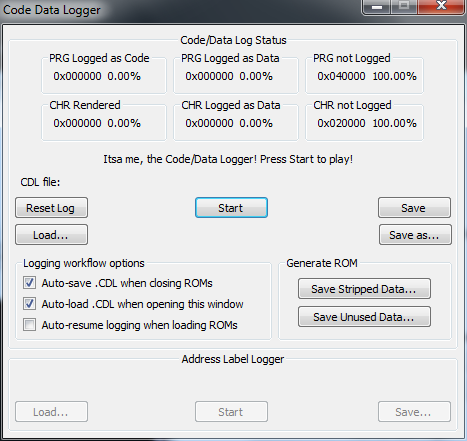 Code Data Logger
Code/Data Log Status
PRG Logged as Code PRG Logged as Data PRG not Logged
0x000000 0.00% 0x000000 0.00% 0x040000 100.00%
CHR Rendered CHR Logged as Data CHR not Logged
0x000000 0.00% 0x000000 0.00% 0x020000 100.00%
Itsa me, the Code/Data Logger! Press Start to play!
CDL file:
Reset Log Start Save
Load... Save as...
Logging workflow options Generate ROM
Auto-save .CDL when closing ROMs Save Stripped Data...
Auto-load .CDL when opening this window
Auto-resume logging when loading ROMs Save Unused Data...
Address Label Logger
Load... Start Save...